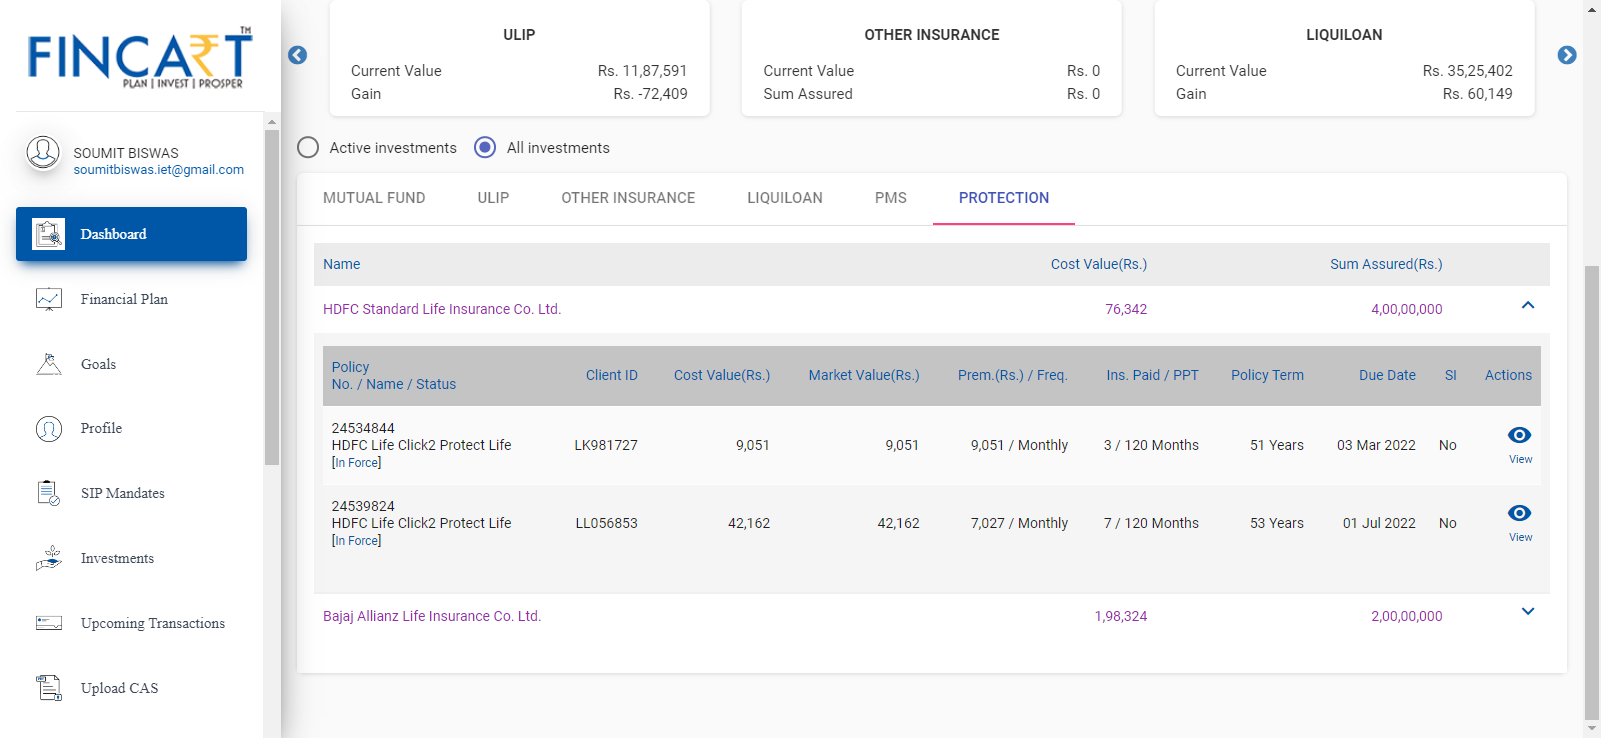 FINCART
TM
PLAN | INVEST | PROSPER
SOUMIT BISWAS
soumitbiswas.iet@gmail.com
Dashboard
Financial Plan
Goals
Profile
SIP Mandates
Investments
Upcoming Transactions
Upload CAS
ULIP
Current Value Rs. 11,87,591
Gain Rs. -72,409
OTHER INSURANCE
Current Value Rs. 0
Sum Assured Rs. 0
LIQUILOAN
Current Value Rs. 35,25,402
Gain Rs. 60,149
Active investments All investments
MUTUAL FUND ULIP OTHER INSURANCE LIQUILOAN PMS PROTECTION
Name Cost Value(Rs.) Sum Assured(Rs.)
HDFC Standard Life Insurance Co. Ltd. 76,342 4,00,00,000
Policy
No. / Name / Status Client ID Cost Value(Rs.) Market Value(Rs.) Prem.(Rs.) / Freq. Ins. Paid / PPT Policy Term Due Date SI Actions
24534844
HDFC Life Click2 Protect Life LK981727 9,051 9,051 9,051 / Monthly 3 / 120 Months 51 Years 03 Mar 2022 No
[In Force] View
24539824
HDFC Life Click2 Protect Life LL056853 42,162 42,162 7,027 / Monthly 7 / 120 Months 53 Years 01 Jul 2022 No
[In Force] View
Bajaj Allianz Life Insurance Co. Ltd. 1,98,324 2,00,00,000